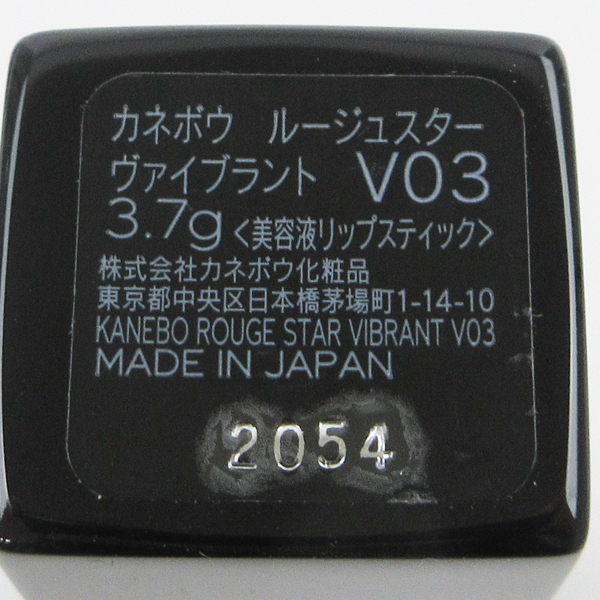 カネボウ ルージュスター
ヴァイブラント V03
3.7g <美容液リップスティック>
株式会社カネボウ化粧品
東京都中央区日本橋茅場町1-14-10
KANEBO ROUGE STAR VIBRANT V03
MADE IN JAPAN
2054